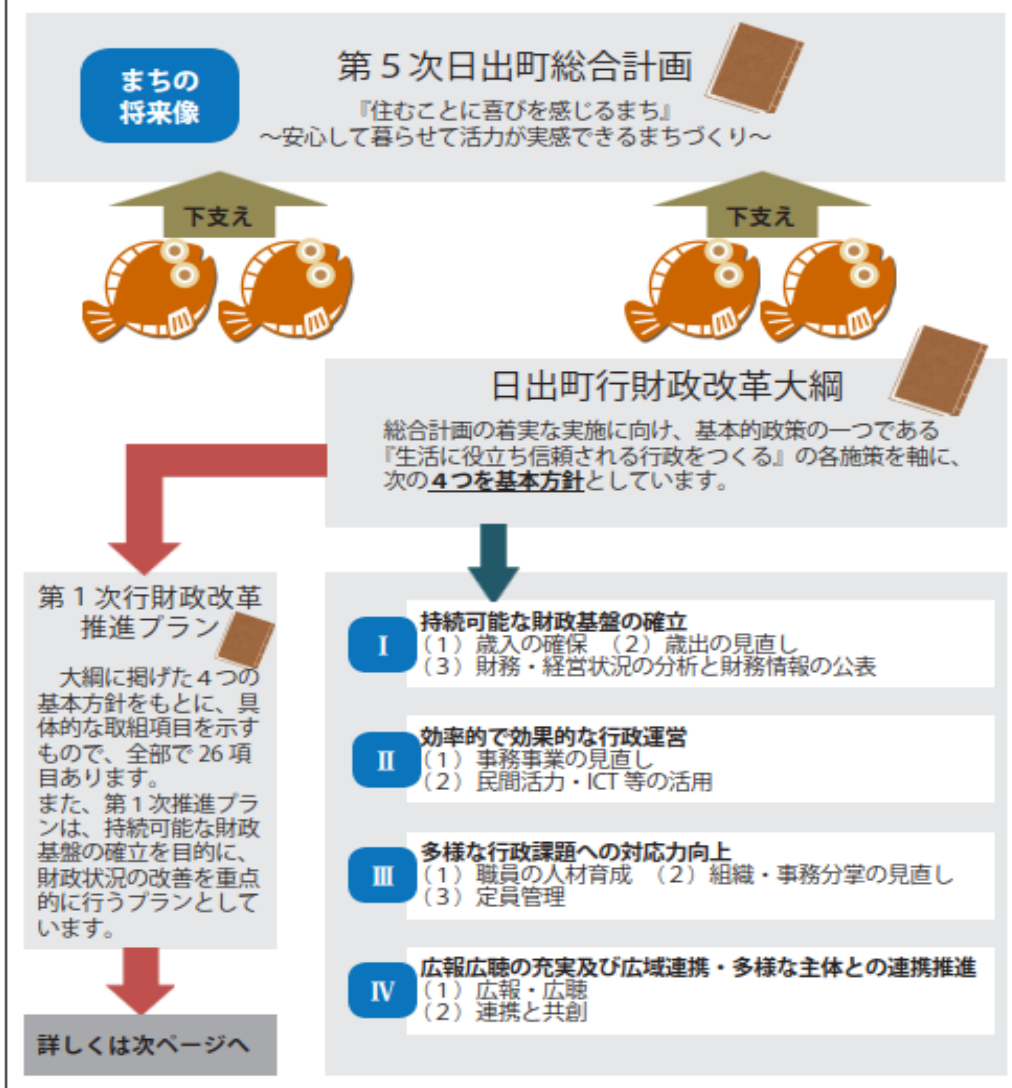 まちの
将来像
第5次日出町総合計画
『住むことに喜びを感じるまち』
～安心して暮らせて活力が実感できるまちづくり～
下支え
下支え
日出町行財政改革大綱
総合計画の着実な実施に向け、基本的政策の一つである
『生活に役立ち信頼される行政をつくる』の各施策を軸に、
次の４つを基本方針としています。
第１次行財政改革
推進プラン
大綱に掲げた４つの
基本方針をもとに、具
体的な取組項目を示す
もので、全部で 26 項
目あります。
また、第１次推進プラ
ンは、持続可能な財政
基盤の確立を目的に、
財政状況の改善を重点
的に行うプランとして
います。
詳しくは次ページへ
Ⅰ
持続可能な財政基盤の確立
（１）歳入の確保　（２）歳出の見直し
（３）財務・経営状況の分析と財務情報の公表
Ⅱ
効率的で効果的な行政運営
（１）事務事業の見直し
（２）民間活力・ICT 等の活用
Ⅲ
多様な行政課題への対応力向上
（１）職員の人材育成　（２）組織・事務分掌の見直し
（３）定員管理
Ⅳ
広報広聴の充実及び広域連携・多様な主体との連携推進
（１）広報・広聴
（２）連携と共創